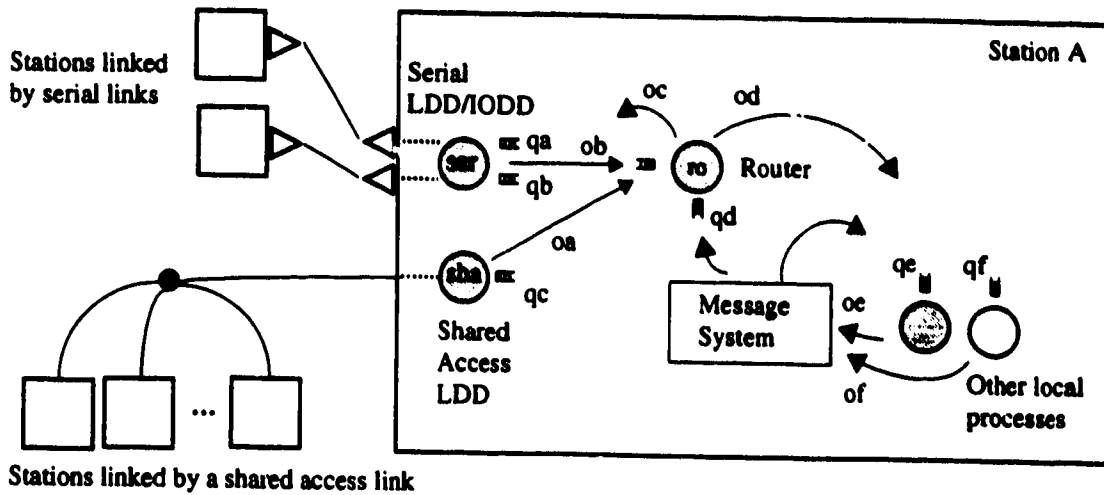 Station A
Stations linked
by serial links
Serial
LDD/IODD
oc
od
qa
ob
ser
qb
ro
Router
qd
oa
sha
qc
qe
qf
Message
System
oe
Shared
Access
LDD
of
Other local
processes
...
Stations linked by a shared access link